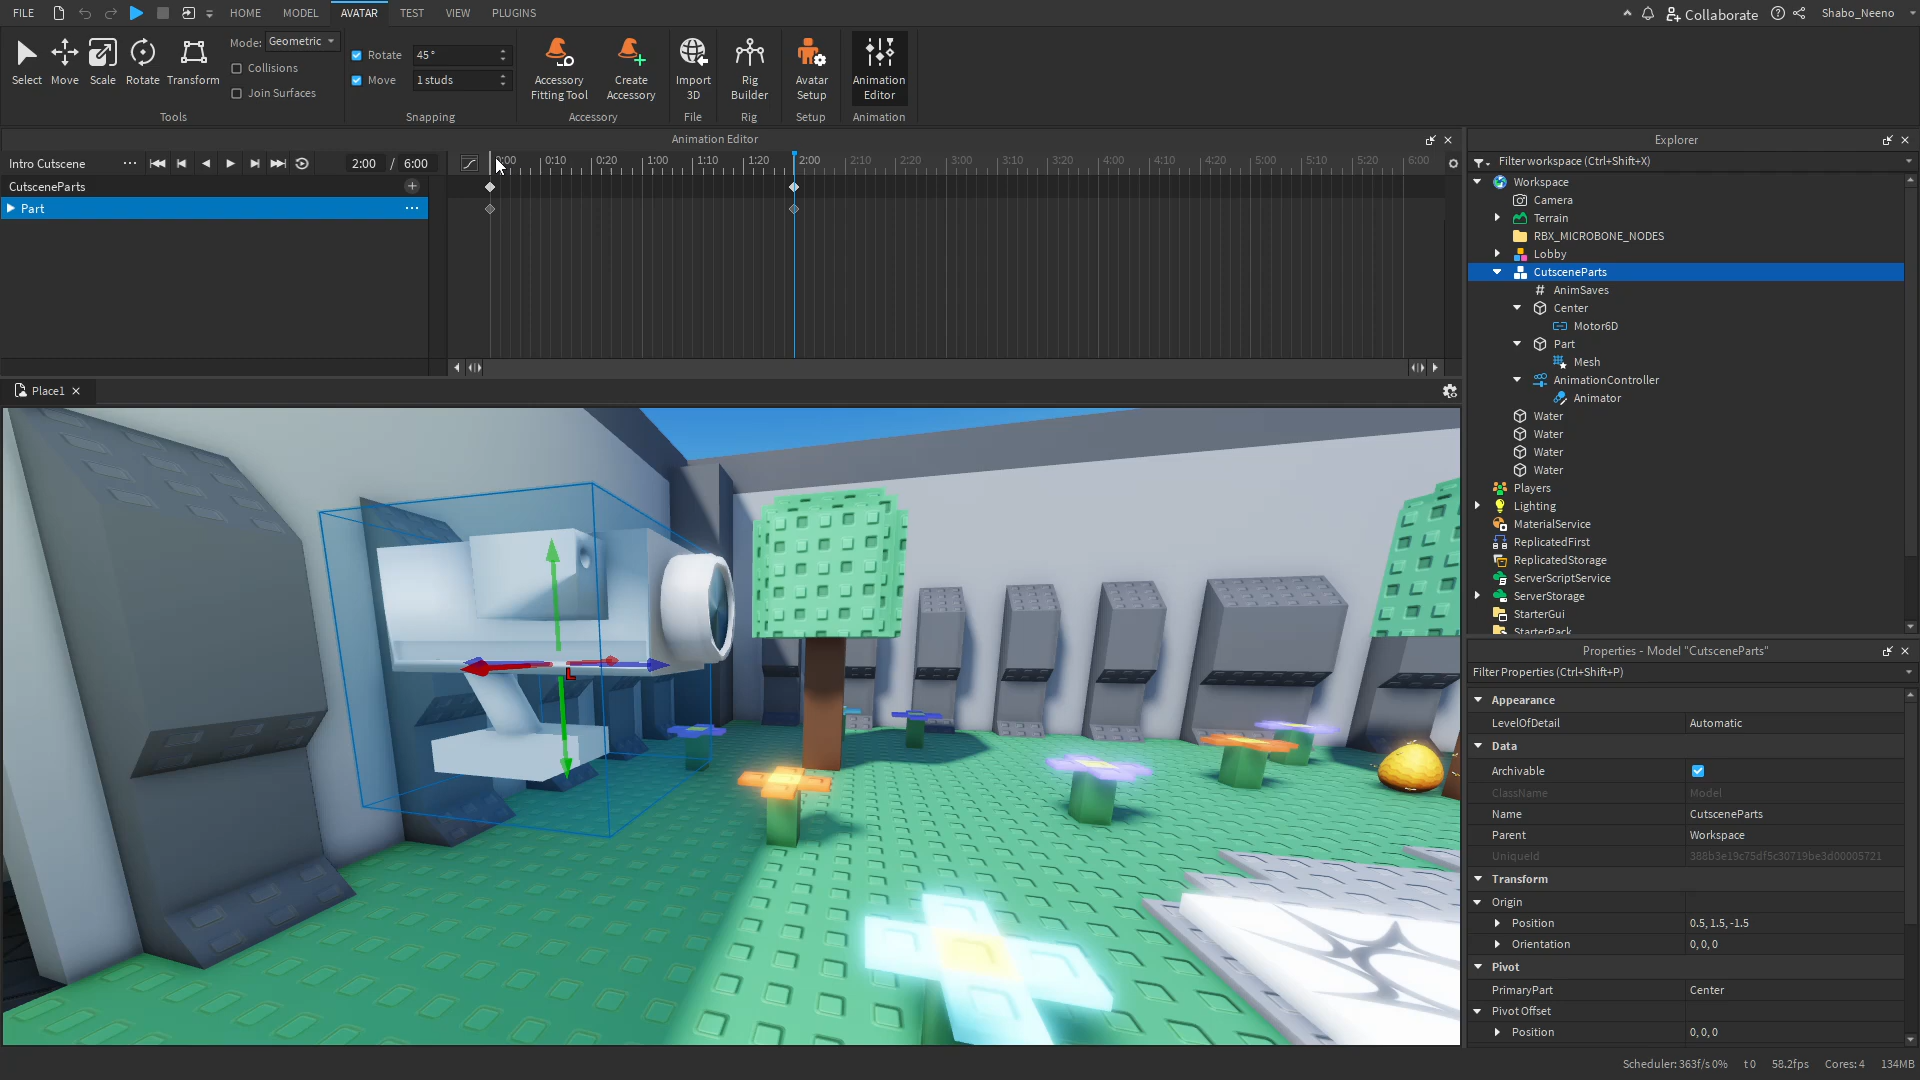 FILE HOME MODEL AVATAR TEST VIEW PLUGINS Collaborate Shabo_Neeno
Mode: Geometric
Collisions
Join Surfaces
Select Move Scale Rotate Transform
Tools
Rotate 45°
Move 1 studs
Snapping
Accessory Fitting Tool
Create Accessory
Accessory
Import 3D
File
Rig Builder
Rig
Avatar Setup
Setup
Animation Editor
Animation
Animation Editor
Intro Cutscene 2:00 / 6:00
0:00 0:10 0:20 1:00 1:10 1:20 2:00 2:10 2:20 3:00 3:10 3:20 4:00 4:10 4:20 5:00 5:10 5:20 6:00
CutsceneParts
Part
Place1
Explorer
Filter workspace (Ctrl+Shift+X)
Workspace
Camera
Terrain
RBX_MICROBONE_NODES
Lobby
CutsceneParts
AnimSaves
Center
Motor6D
Part
Mesh
AnimationController
Animator
Water
Water
Water
Water
Players
Lighting
MaterialService
ReplicatedFirst
ReplicatedStorage
ServerScriptService
ServerStorage
StarterGui
StarterPack
Properties - Model "CutsceneParts"
Filter Properties (Ctrl+Shift+P)
Appearance
LevelOfDetail Automatic
Data
Archivable
ClassName Model
Name CutsceneParts
Parent Workspace
UniqueId 388b3e19c75df5c30719be3d00005721
Transform
Origin
Position 0.5, 1.5, -1.5
Orientation 0, 0, 0
Pivot
PrimaryPart Center
Pivot Offset
Position 0, 0, 0
Scheduler: 363f/s 0% t 0 58.2fps Cores: 4 134MB